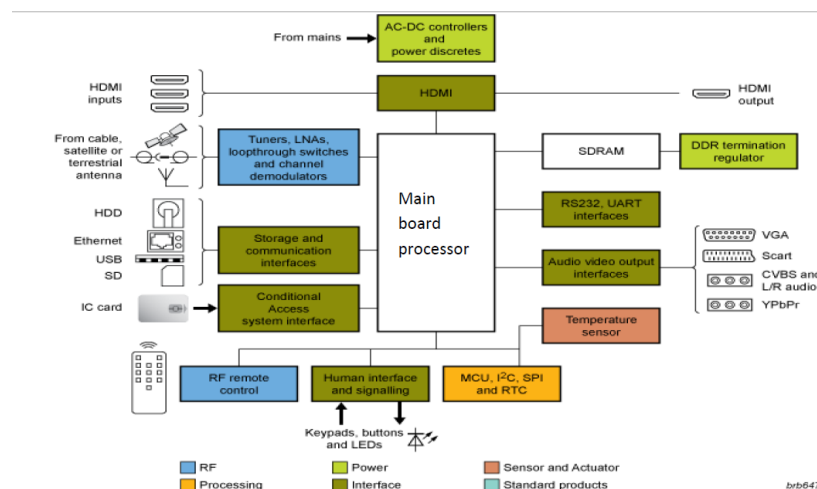 AC-DC controllers
and
power discretes
From mains
HDMI
inputs
HDMI
HDMI
output
From cable,
satellite or
terrestrial
antenna
Tuners, LNAs,
loopthrough switches
and channel
demodulators
Main
board
processor
SDRAM
DDR termination
regulator
HDD
Ethernet
USB
SD
Storage and
communication
interfaces
RS232, UART
interfaces
Audio video output
interfaces
VGA
Scart
CVBS and
L/R audio
YPbPr
IC card
Conditional
Access
system interface
Temperature
sensor
RF remote
control
Human interface
and signalling
MCU, I²C, SPI
and RTC
Keypads, buttons
and LEDs
RF
Power
Sensor and Actuator
Processing
Interface
Standard products